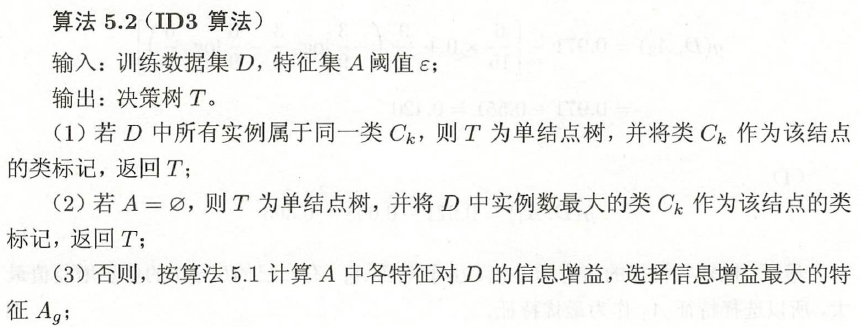 算法 5.2(ID3 算法)
输入:训练数据集 D,特征集 A 阈值 ε;
输出:决策树 T。
(1)若 D 中所有实例属于同一类 Cₖ,则 T 为单结点树,并将类 Cₖ 作为该结点
的类标记,返回 T;
(2)若 A = ∅,则 T 为单结点树,并将 D 中实例数最大的类 Cₖ 作为该结点的类
标记,返回 T;
(3)否则,按算法 5.1 计算 A 中各特征对 D 的信息增益,选择信息增益最大的特
征 A_g;